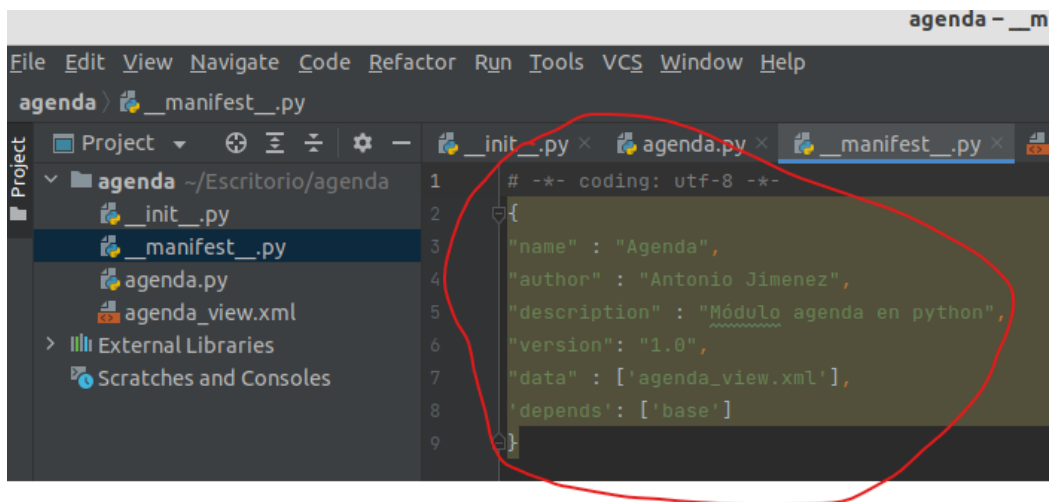 agenda – __m
File Edit View Navigate Code Refactor Run Tools VCS Window Help
agenda __manifest__.py
Project
Project
__init__.py
agenda.py
__manifest__.py
agenda ~/Escritorio/agenda
__init__.py
__manifest__.py
agenda.py
agenda_view.xml
External Libraries
Scratches and Consoles
1 # -*- coding: utf-8 -*-
2 {
3 "name" : "Agenda",
4 "author" : "Antonio Jimenez",
5 "description" : "Módulo agenda en python",
6 "version": "1.0",
7 "data" : ['agenda_view.xml'],
8 'depends': ['base']
9 }